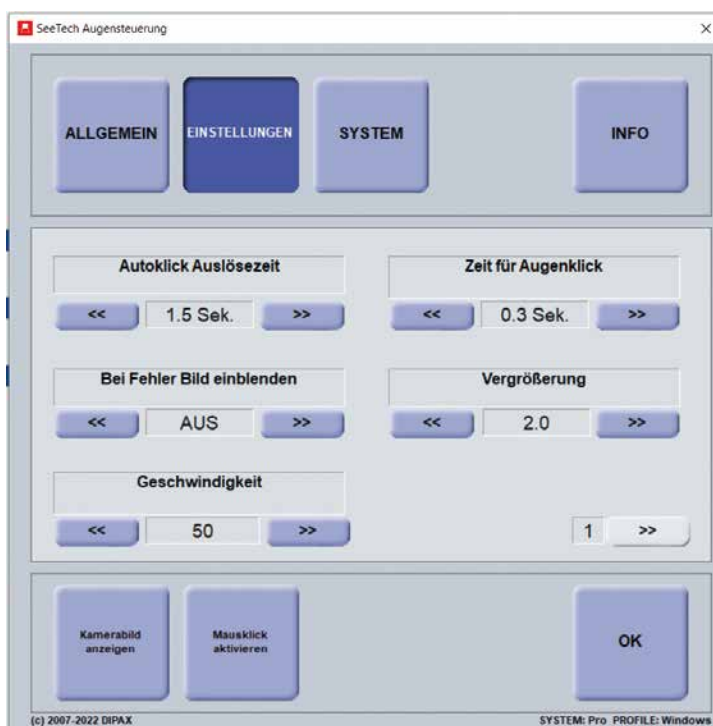 SeeTech Augensteuerung
ALLGEMEIN
EINSTELLUNGEN
SYSTEM
INFO
Autoklick Auslösezeit
<< 1.5 Sek. >>
Zeit für Augenklick
<< 0.3 Sek. >>
Bei Fehler Bild einblenden
<< AUS >>
Vergrößerung
<< 2.0 >>
Geschwindigkeit
<< 50 >>
1 >>
Kamerabild
anzeigen
Mausklick
aktivieren
OK
(c) 2007-2022 DIPAX
SYSTEM: Pro PROFILE: Windows